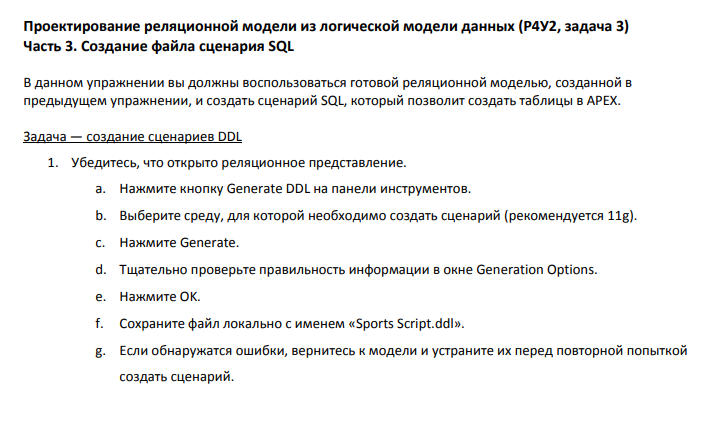 Проектирование реляционной модели из логической модели данных (Р4У2, задача 3)
Часть 3. Создание файла сценария SQL
В данном упражнении вы должны воспользоваться готовой реляционной моделью, созданной в
предыдущем упражнении, и создать сценарий SQL, который позволит создать таблицы в APEX.
Задача — создание сценариев DDL
1. Убедитесь, что открыто реляционное представление.
a. Нажмите кнопку Generate DDL на панели инструментов.
b. Выберите среду, для которой необходимо создать сценарий (рекомендуется 11g).
c. Нажмите Generate.
d. Тщательно проверьте правильность информации в окне Generation Options.
e. Нажмите OK.
f. Сохраните файл локально с именем «Sports Script.ddl».
g. Если обнаружатся ошибки, вернитесь к модели и устраните их перед повторной попыткой
создать сценарий.